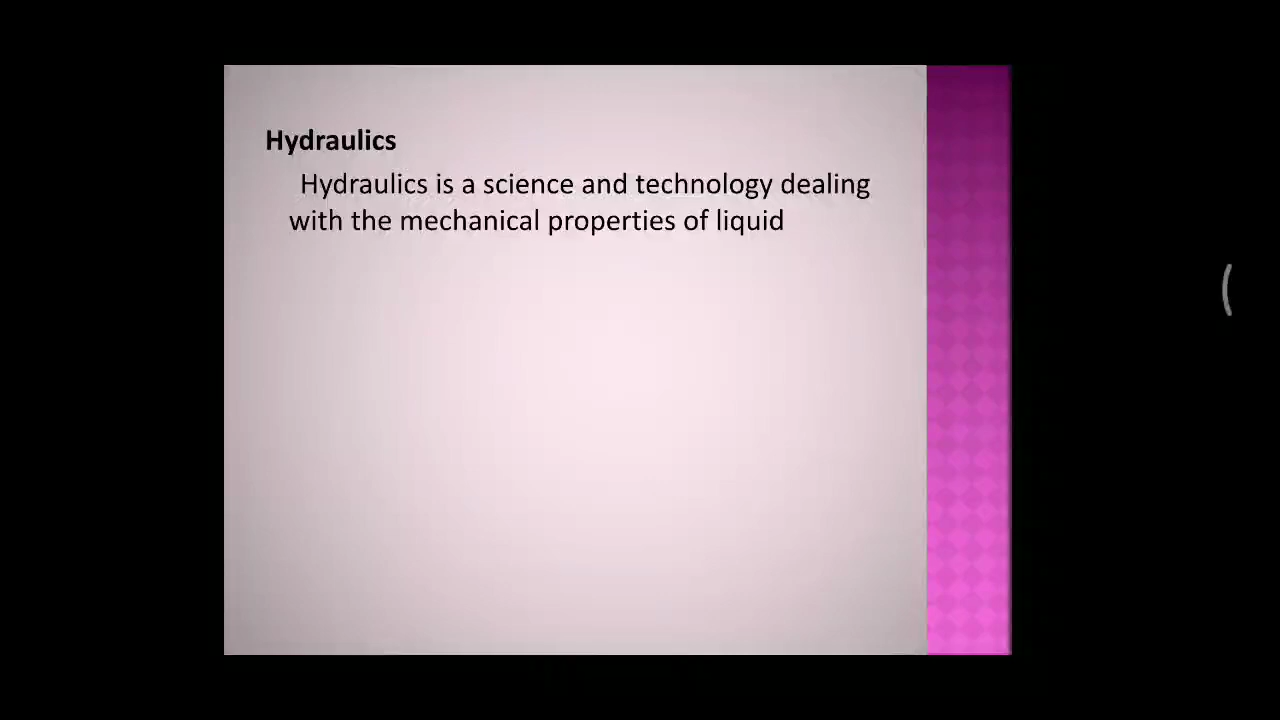 Hydraulics
Hydraulics is a science and technology dealing
with the mechanical properties of liquid